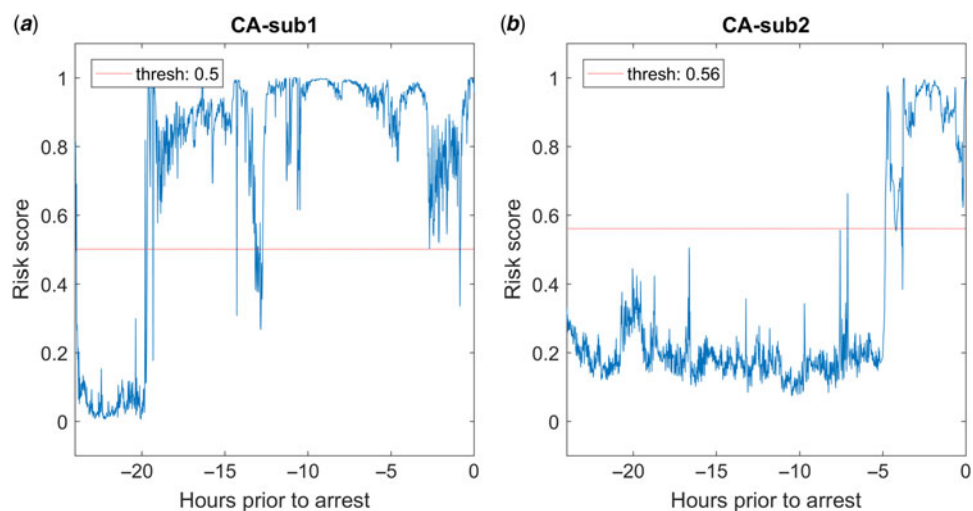 (a)
CA-sub1
thresh: 0.5
1
0.8
0.6
0.4
0.2
0
Risk score
−20
−15
−10
−5
0
Hours prior to arrest
(b)
CA-sub2
thresh: 0.56
1
0.8
0.6
0.4
0.2
0
Risk score
−20
−15
−10
−5
0
Hours prior to arrest